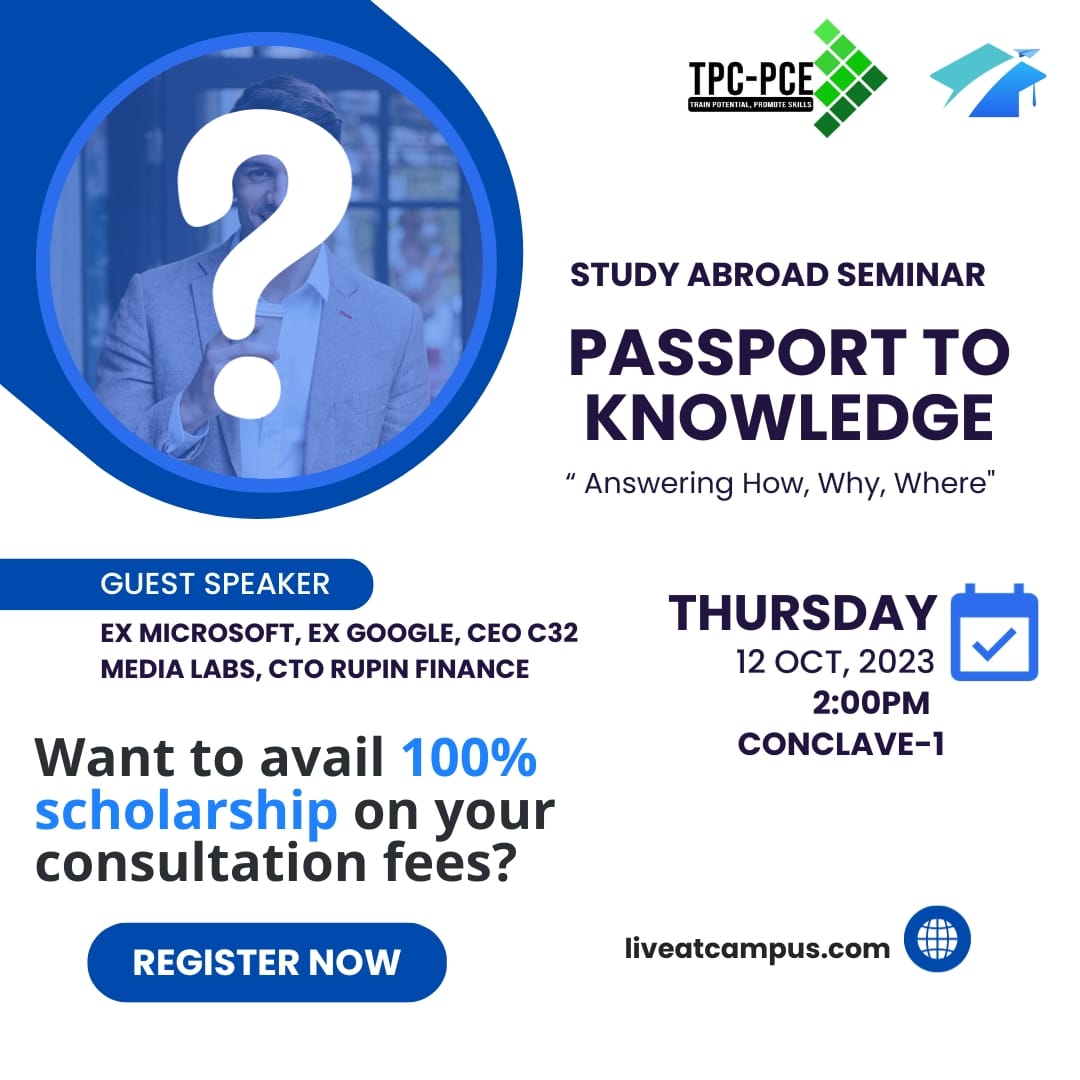 TPC-PCE
TRAIN POTENTIAL, PROMOTE SKILLS
?
STUDY ABROAD SEMINAR
PASSPORT TO
KNOWLEDGE
“ Answering How, Why, Where"
GUEST SPEAKER
EX MICROSOFT, EX GOOGLE, CEO C32
MEDIA LABS, CTO RUPIN FINANCE
THURSDAY
12 OCT, 2023
2:00PM
CONCLAVE-1
Want to avail 100%
scholarship on your
consultation fees?
REGISTER NOW
liveatcampus.com